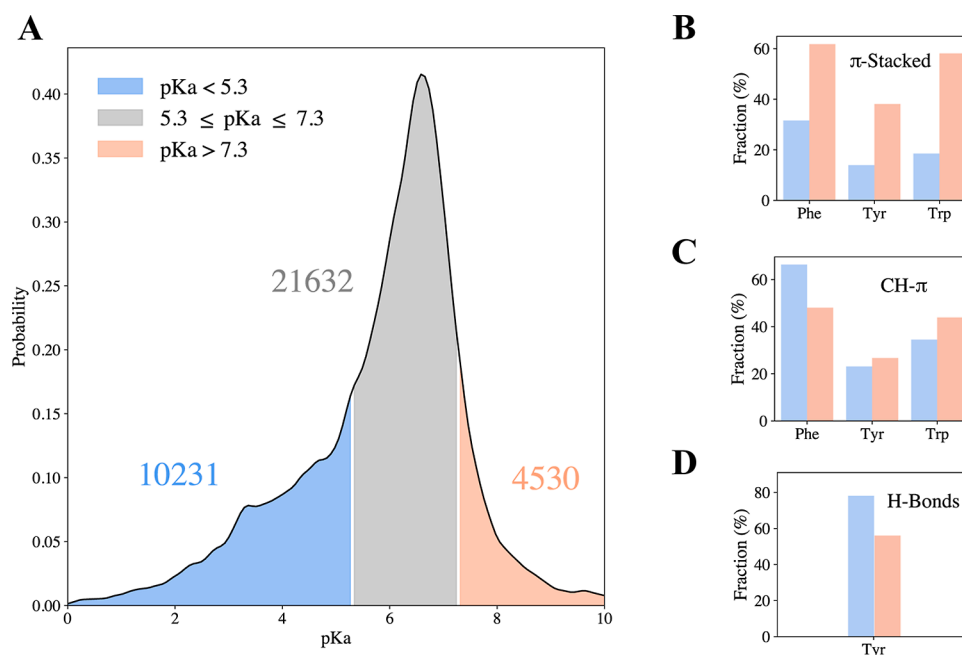 A
pKa < 5.3
5.3 ≤ pKa ≤ 7.3
pKa > 7.3
21632
10231
4530
Probability
0.40
0.35
0.30
0.25
0.20
0.15
0.10
0.05
0.00
0 2 4 6 8 10
pKa
B
π-Stacked
Fraction (%)
60
40
20
0
Phe Tyr Trp
C
CH-π
Fraction (%)
60
40
20
0
Phe Tyr Trp
D
H-Bonds
Fraction (%)
80
60
40
20
0
Tyr